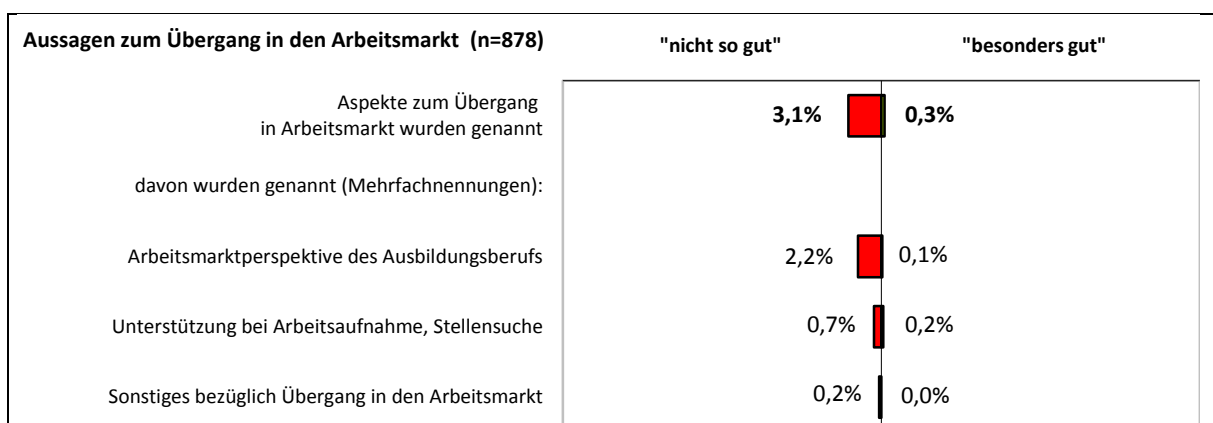 Aussagen zum Übergang in den Arbeitsmarkt (n=878) "nicht so gut" "besonders gut"
Aspekte zum Übergang
in Arbeitsmarkt wurden genannt 3,1% 0,3%
davon wurden genannt (Mehrfachnennungen):
Arbeitsmarktperspektive des Ausbildungsberufs 2,2% 0,1%
Unterstützung bei Arbeitsaufnahme, Stellensuche 0,7% 0,2%
Sonstiges bezüglich Übergang in den Arbeitsmarkt 0,2% 0,0%